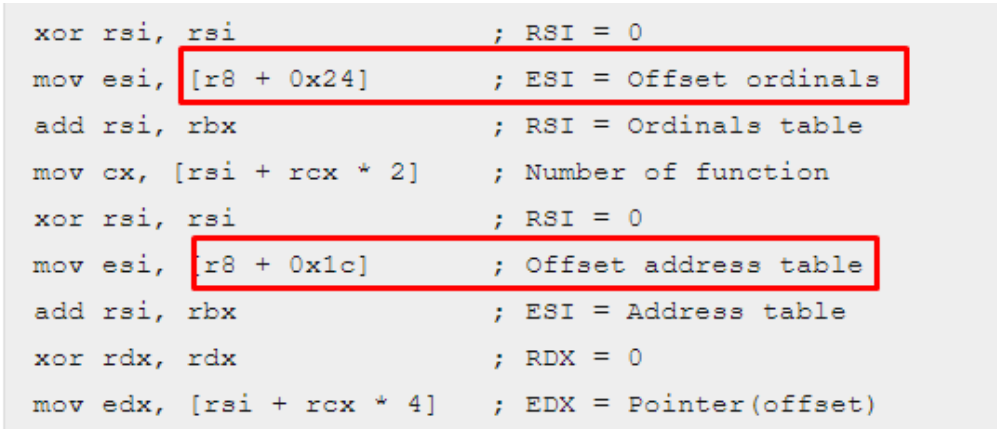 xor rsi, rsi ; RSI = 0
mov esi, [r8 + 0x24] ; ESI = Offset ordinals
add rsi, rbx ; RSI = Ordinals table
mov cx, [rsi + rcx * 2] ; Number of function
xor rsi, rsi ; RSI = 0
mov esi, [r8 + 0x1c] ; Offset address table
add rsi, rbx ; ESI = Address table
xor rdx, rdx ; RDX = 0
mov edx, [rsi + rcx * 4] ; EDX = Pointer(offset)